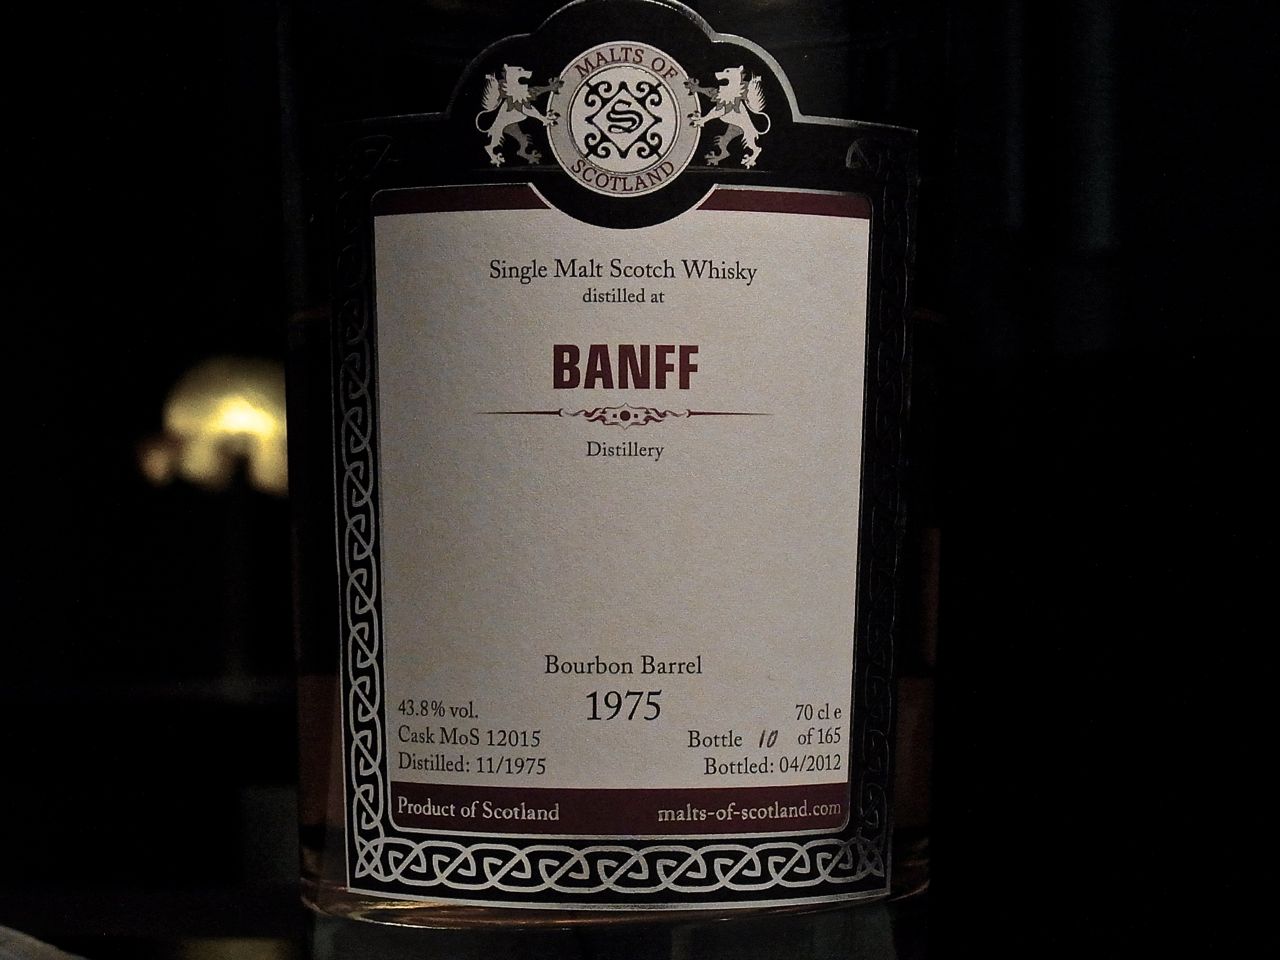 MALTS OF
S
SCOTLAND
Single Malt Scotch Whisky
distilled at
BANFF
Distillery
Bourbon Barrel
1975
43.8% vol.
Cask MoS 12015
Distilled: 11/1975
70 cl e
Bottle 10 of 165
Bottled: 04/2012
Product of Scotland
malts-of-scotland.com